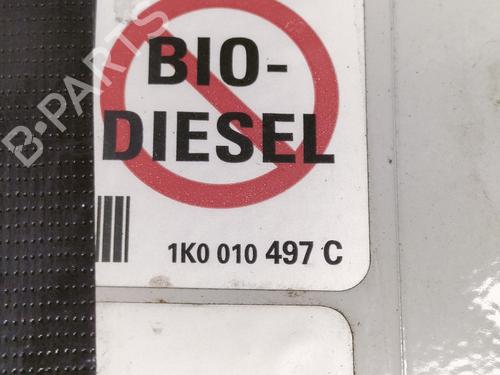 BIO-
DIESEL
1K0 010 497 C
B-PARTS